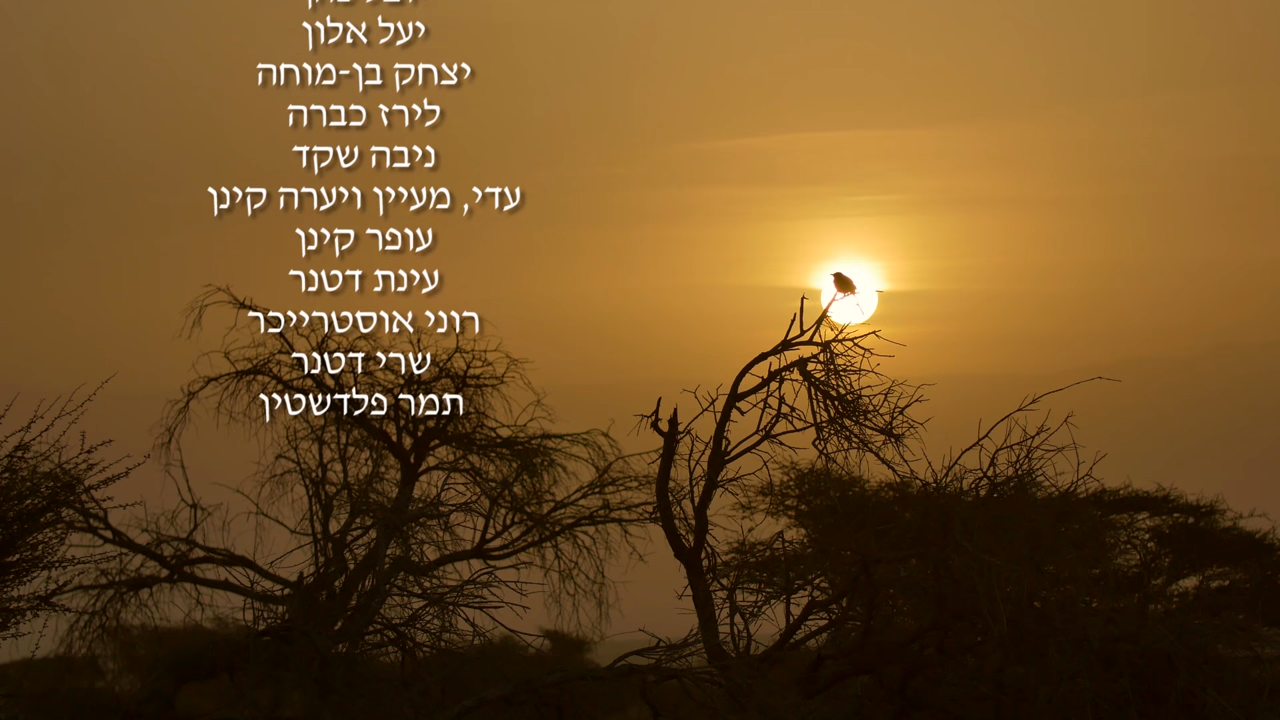 יעל אלון
יצחק בן-מוחה
לירז כברה
ניבה שקד
עדי, מעיין ויערה קינן
עופר קינן
עינת דטנר
רוני אוסטרייכר
שרי דטנר
תמר פלדשטין